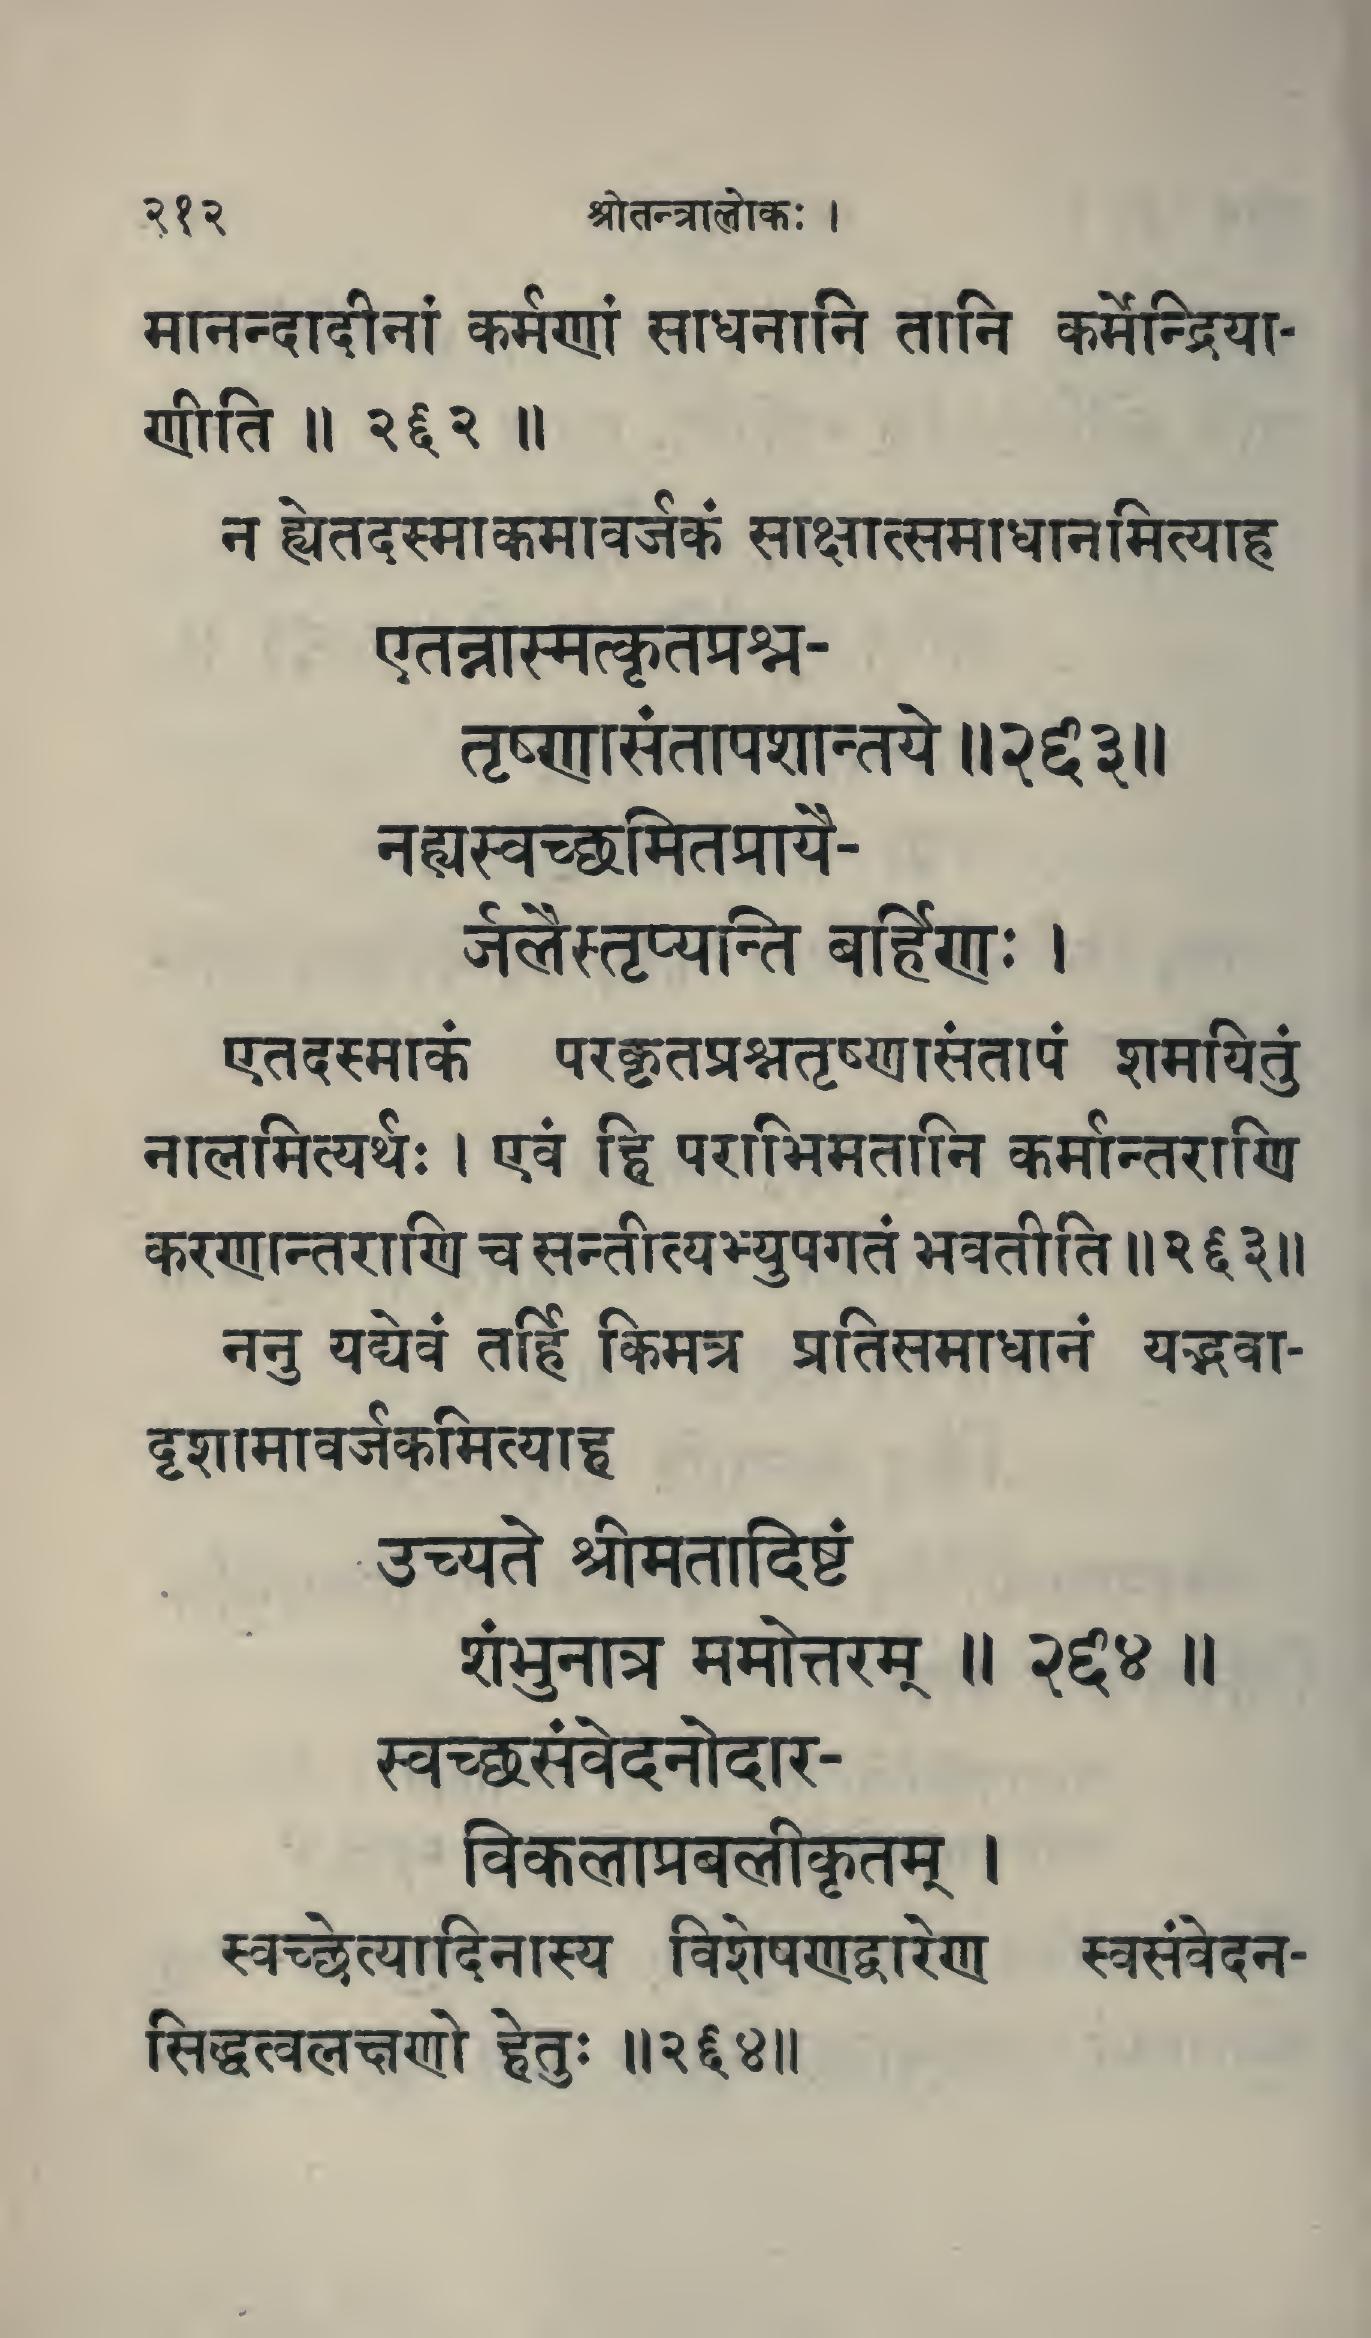 २१२ श्रीतन्त्रालोकः ।
मानन्दादीनां कर्मणां साधनानि तानि कर्मेन्द्रिया-
णीति ॥ २६२ ॥
न ह्येतदस्माकमावर्जकं साक्षात्समाधानमित्याह
एतन्नास्मत्कृतप्रश्न-
तृष्णासंतापशान्तये ॥२६३॥
नह्यस्वच्छमितप्रायै-
र्जलैस्तृप्यन्ति बर्हिणः ।
एतदस्माकं परकृतप्रश्नतृष्णासंतापं शमयितुं
नालमित्यर्थः । एवं हि पराभिमतानि कर्मान्तराणि
करणान्तराणि च सन्तीत्यभ्युपगतं भवतीति ॥२६३॥
ननु यद्येवं तर्हि किमत्र प्रतिसमाधानं यद्भवा-
दृशामावर्जकमित्याह
उच्यते श्रीमतादिष्टं
शंभुनात्र ममोत्तरम् ॥ २६४ ॥
स्वच्छसंवेदनोदार-
विकलाप्रबलीकृतम् ।
स्वच्छेत्यादिनास्य विशेषणद्वारेण स्वसंवेदन-
सिद्धत्वलक्षणो हेतुः ॥२६४॥